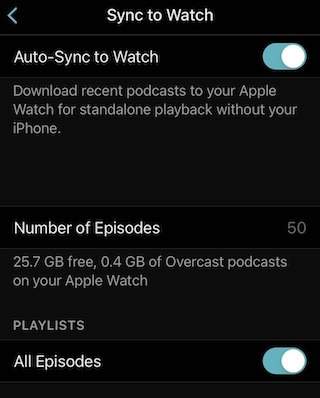 Sync to Watch
Auto-Sync to Watch
Download recent podcasts to your Apple
Watch for standalone playback without your
iPhone.
Number of Episodes 50
25.7 GB free, 0.4 GB of Overcast podcasts
on your Apple Watch
PLAYLISTS
All Episodes